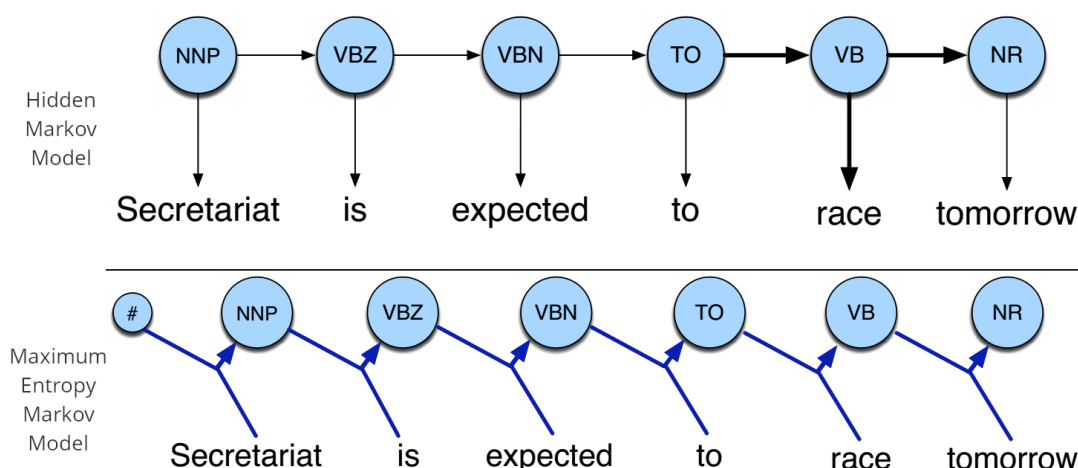 NNP VBZ VBN TO VB NR
Hidden
Markov
Model
Secretariat is expected to race tomorrow
# NNP VBZ VBN TO VB NR
Maximum
Entropy
Markov
Model
Secretariat is expected to race tomorrow